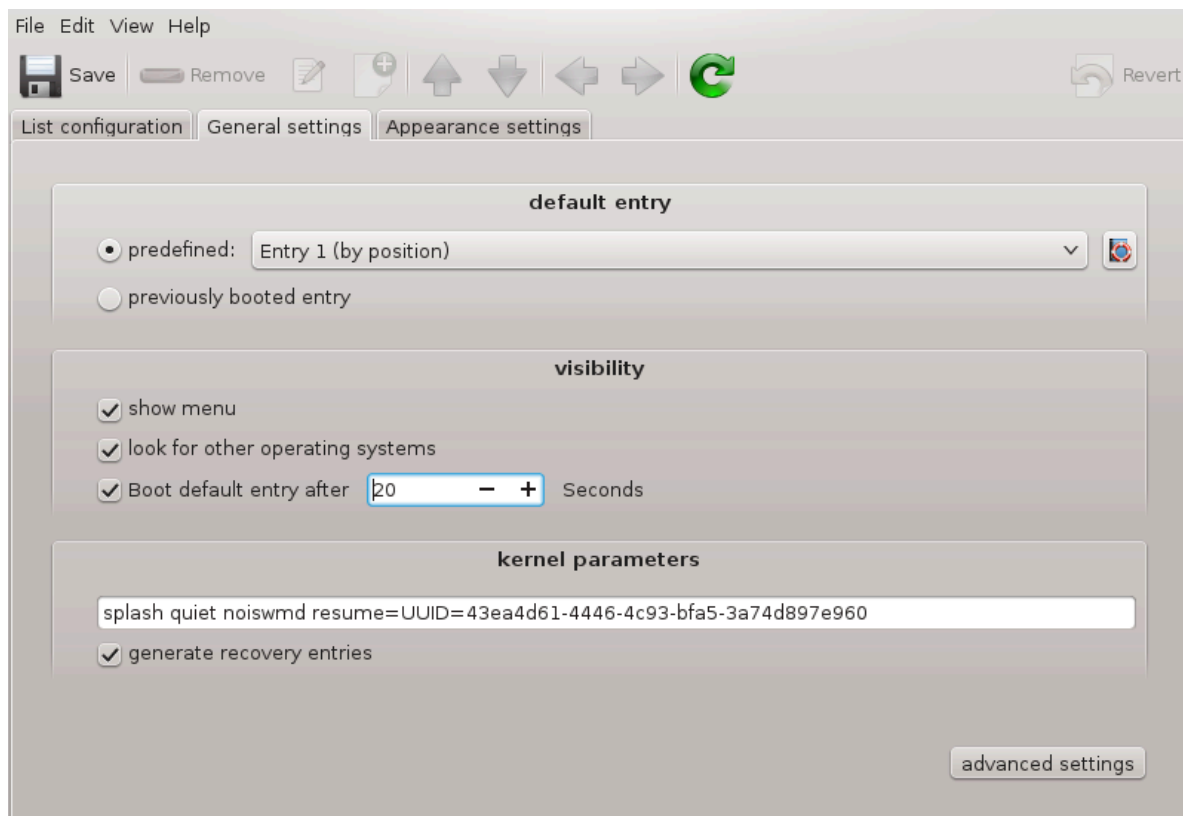 File Edit View Help
Save Remove Revert
List configuration General settings Appearance settings
default entry
predefined: Entry 1 (by position)
previously booted entry
visibility
show menu
look for other operating systems
Boot default entry after 20 − + Seconds
kernel parameters
splash quiet noiswmd resume=UUID=43ea4d61-4446-4c93-bfa5-3a74d897e960
generate recovery entries
advanced settings